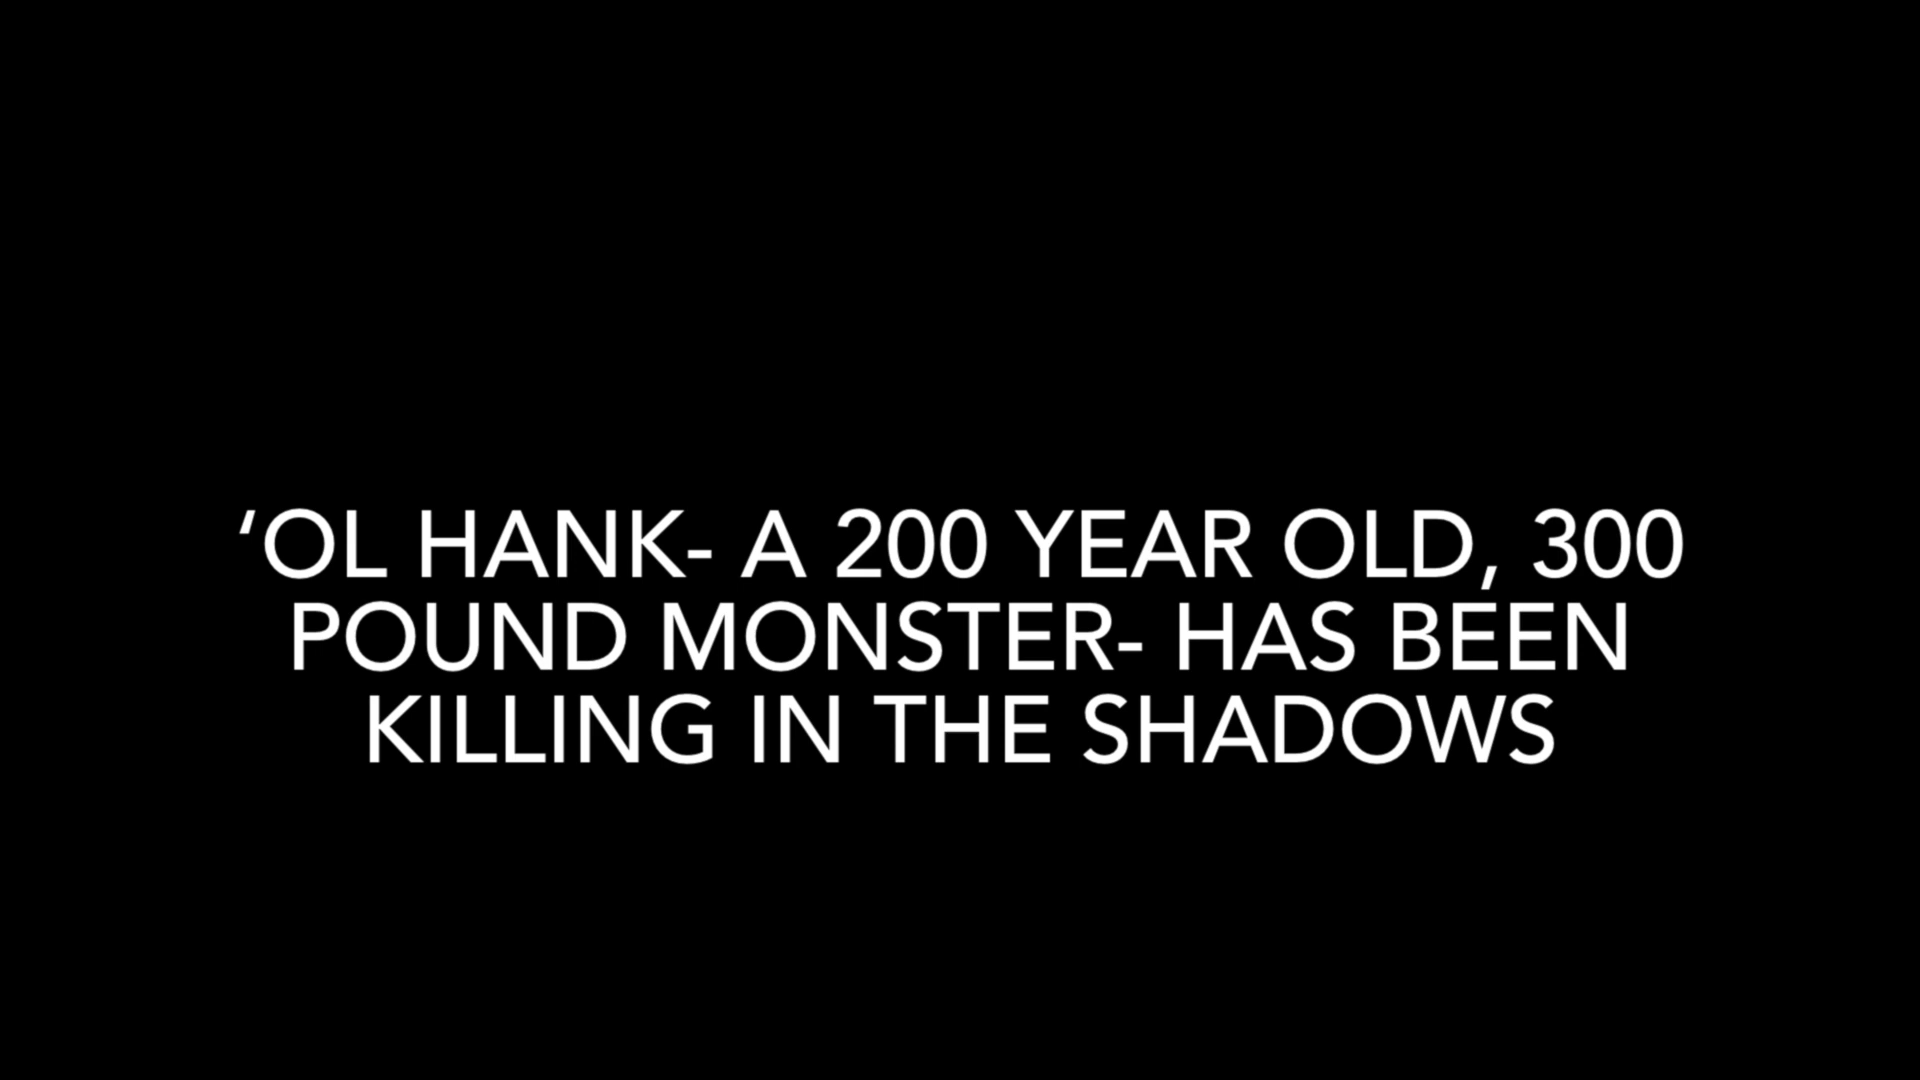 ‘OL HANK- A 200 YEAR OLD, 300
POUND MONSTER- HAS BEEN
KILLING IN THE SHADOWS